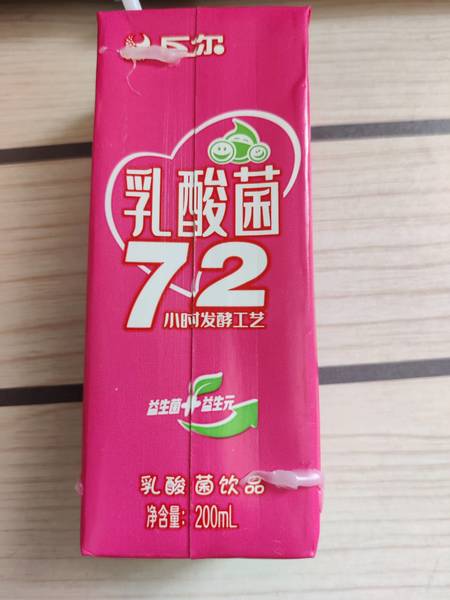 乳酸菌
72
小时发酵工艺
益生菌+益生元
乳酸菌饮品
净含量: 200mL